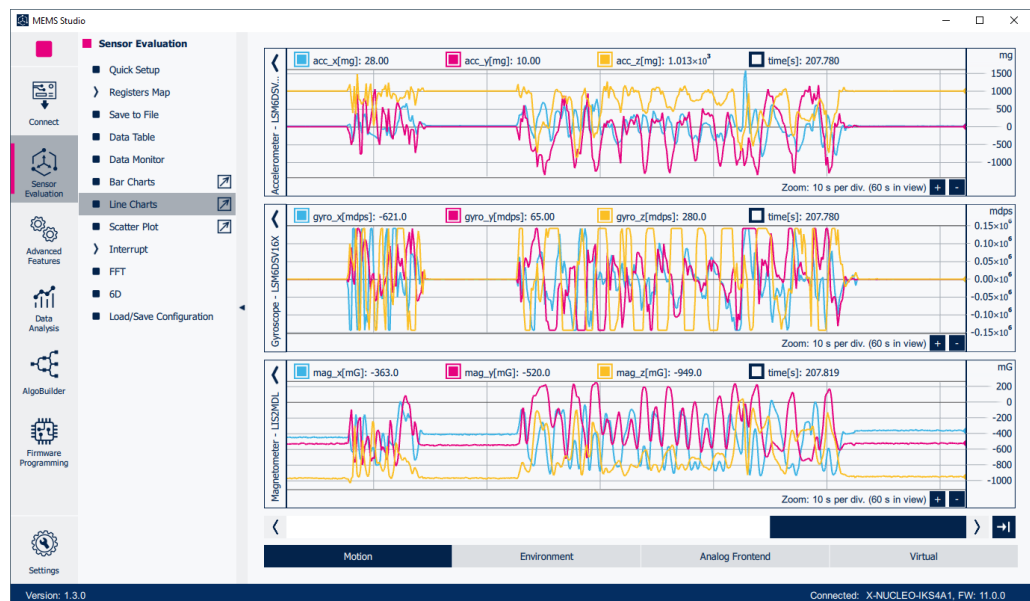 MEMS Studio
Connect
Sensor
Evaluation
Advanced
Features
Data
Analysis
AlgoBuilder
Firmware
Programming
Settings
Sensor Evaluation
Quick Setup
Registers Map
Save to File
Data Table
Data Monitor
Bar Charts
Line Charts
Scatter Plot
Interrupt
FFT
6D
Load/Save Configuration
Accelerometer - LSM6DSV...
acc_x[mg]: 28.00 acc_y[mg]: 10.00 acc_z[mg]: 1.013×10³ time[s]: 207.780
mg
1500
1000
500
0
-500
-1000
Zoom: 10 s per div. (60 s in view) + -
Gyroscope - LSM6DSV16X
gyro_x[mdps]: -621.0 gyro_y[mdps]: 65.00 gyro_z[mdps]: 280.0 time[s]: 207.780
mdps
0.15×10⁶
0.10×10⁶
0.05×10⁶
0.00×10⁶
-0.05×10⁶
-0.10×10⁶
-0.15×10⁶
Zoom: 10 s per div. (60 s in view) + -
Magnetometer - LIS2MDL
mag_x[mG]: -363.0 mag_y[mG]: -520.0 mag_z[mG]: -949.0 time[s]: 207.819
mG
200
0
-200
-400
-600
-800
-1000
Zoom: 10 s per div. (60 s in view) + -
Motion Environment Analog Frontend Virtual
Version: 1.3.0 Connected: X-NUCLEO-IKS4A1, FW: 11.0.0